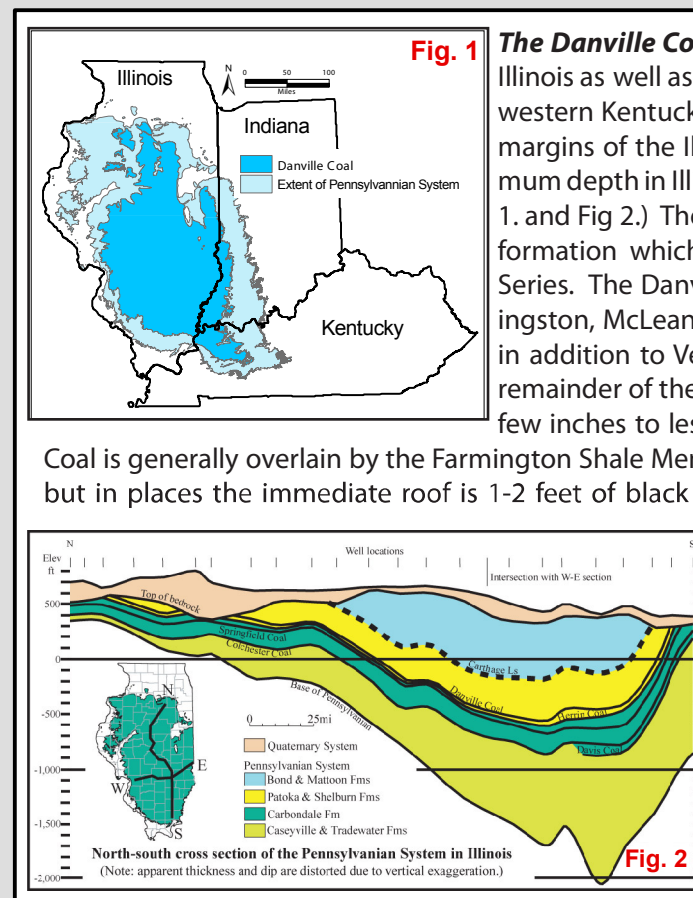 Fig. 1
Illinois
N
0 50 100
Miles
Indiana
Danville Coal
Extent of Pennsylvannian System
Kentucky
The Danville Co
Illinois as well as
western Kentuck
margins of the Il
mum depth in Ill
1. and Fig 2.) The
formation which
Series. The Danv
ingston, McLean
in addition to Ve
remainder of the
few inches to les
Coal is generally overlain by the Farmington Shale Mer
but in places the immediate roof is 1-2 feet of black
N
Well locations
S
Elev
ft
Intersection with W-E section
500
0
-500
-1,000
-1,500
-2,000
Top of bedrock
Springfield Coal
Colchester Coal
Base of Pennsylvanian
Carthage Ls.
Danville Coal
Herrin Coal
Davis Coal
N
E
W
S
0 25mi
Quaternary System
Pennsylvanian System
Bond & Mattoon Fms
Patoka & Shelburn Fms
Carbondale Fm
Caseyville & Tradewater Fms
North-south cross section of the Pennsylvanian System in Illinois
(Note: apparent thickness and dip are distorted due to vertical exaggeration.)
Fig. 2